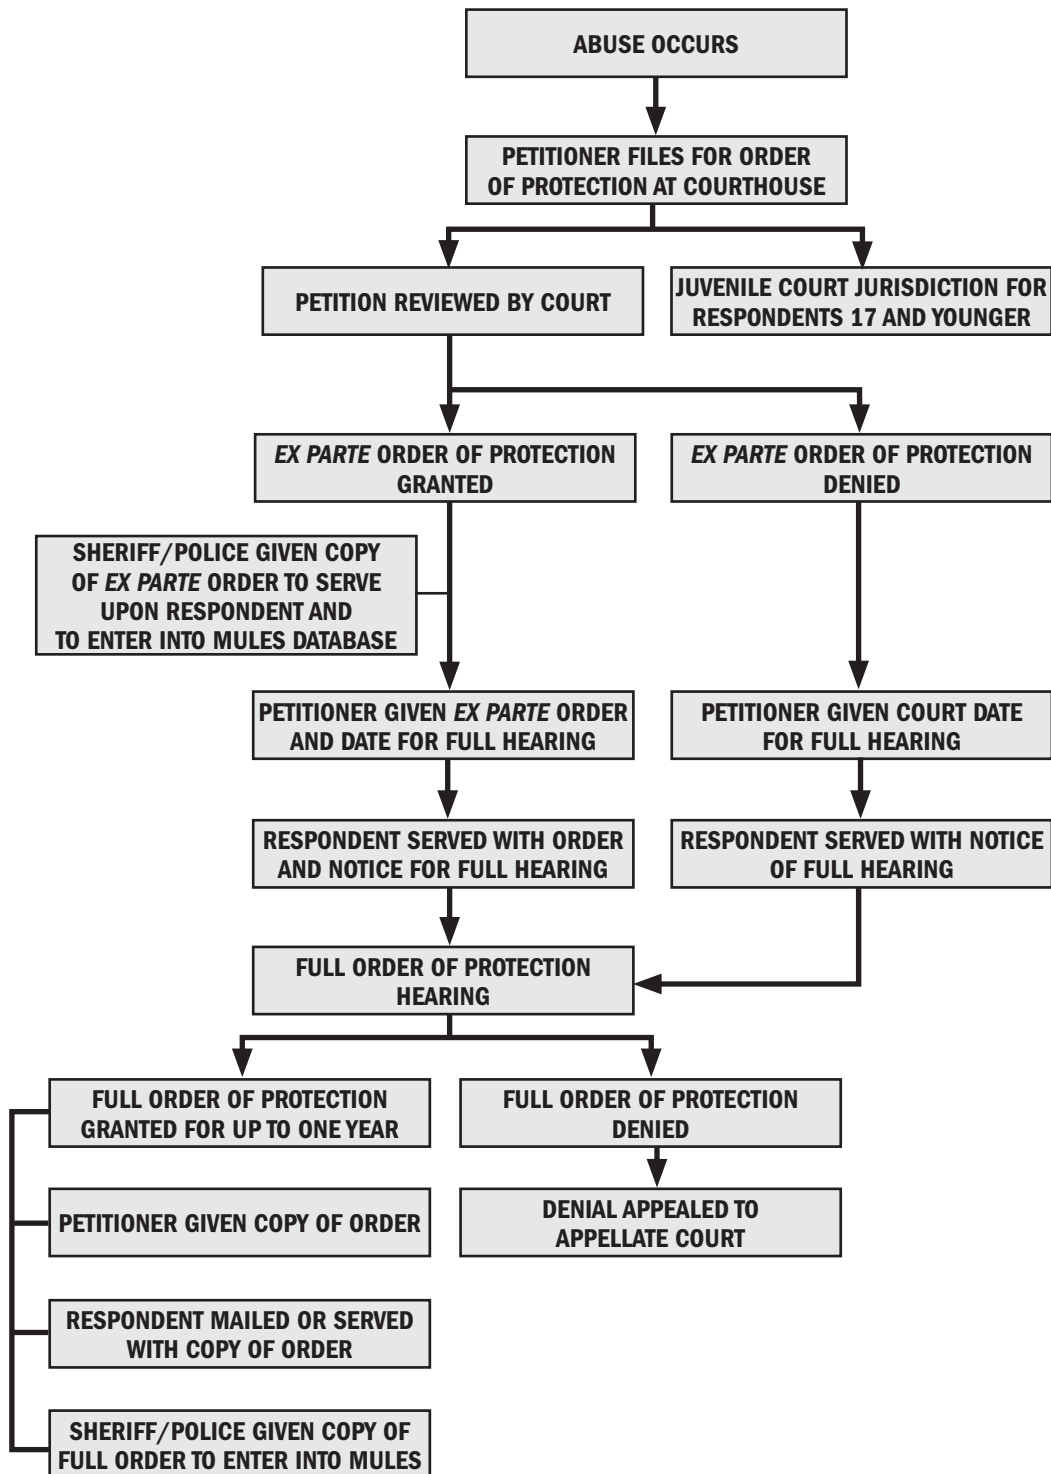 ABUSE OCCURS
PETITIONER FILES FOR ORDER
OF PROTECTION AT COURTHOUSE
PETITION REVIEWED BY COURT
JUVENILE COURT JURISDICTION FOR
RESPONDENTS 17 AND YOUNGER
EX PARTE ORDER OF PROTECTION
GRANTED
EX PARTE ORDER OF PROTECTION
DENIED
SHERIFF/POLICE GIVEN COPY
OF EX PARTE ORDER TO SERVE
UPON RESPONDENT AND
TO ENTER INTO MULES DATABASE
PETITIONER GIVEN EX PARTE ORDER
AND DATE FOR FULL HEARING
PETITIONER GIVEN COURT DATE
FOR FULL HEARING
RESPONDENT SERVED WITH ORDER
AND NOTICE FOR FULL HEARING
RESPONDENT SERVED WITH NOTICE
OF FULL HEARING
FULL ORDER OF PROTECTION
HEARING
FULL ORDER OF PROTECTION
GRANTED FOR UP TO ONE YEAR
FULL ORDER OF PROTECTION
DENIED
PETITIONER GIVEN COPY OF ORDER
DENIAL APPEALED TO
APPELLATE COURT
RESPONDENT MAILED OR SERVED
WITH COPY OF ORDER
SHERIFF/POLICE GIVEN COPY OF
FULL ORDER TO ENTER INTO MULES